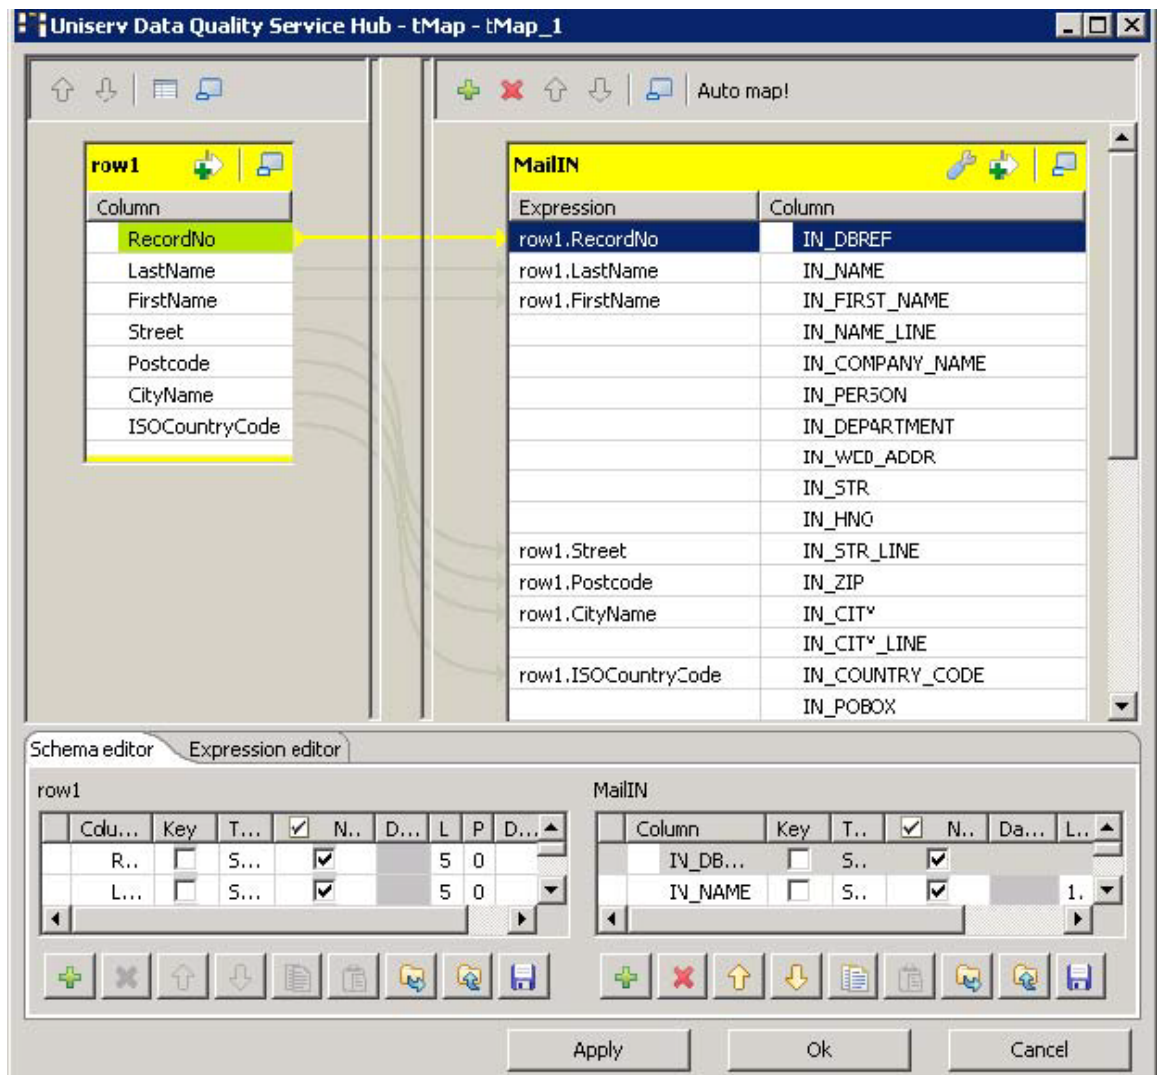 Uniserv Data Quality Service Hub - tMap - tMap_1
Auto map!
row1
Column
RecordNo
LastName
FirstName
Street
Postcode
CityName
ISOCountryCode
MailIN
Expression Column
row1.RecordNo IN_DBREF
row1.LastName IN_NAME
row1.FirstName IN_FIRST_NAME
IN_NAME_LINE
IN_COMPANY_NAME
IN_PERSON
IN_DEPARTMENT
IN_WEB_ADDR
IN_STR
IN_HNO
row1.Street IN_STR_LINE
row1.Postcode IN_ZIP
row1.CityName IN_CITY
IN_CITY_LINE
row1.ISOCountryCode IN_COUNTRY_CODE
IN_POBOX
Schema editor Expression editor
row1
Colu... Key T... N.. D... L P D...
R.. S... 5 0
L... S... 5 0
MailIN
Column Key T.. N.. Da... L..
IN_DB... S..
IN_NAME S.. 1.
Apply Ok Cancel